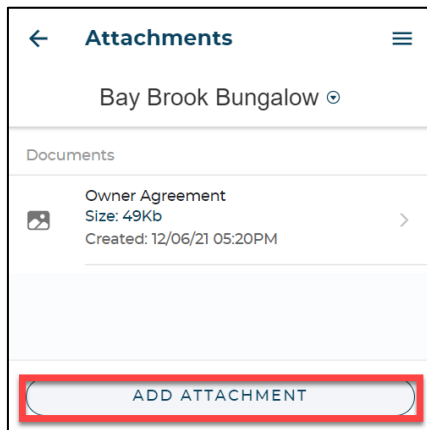 Attachments
Bay Brook Bungalow
Documents
Owner Agreement
Size: 49Kb
Created: 12/06/21 05:20PM
ADD ATTACHMENT